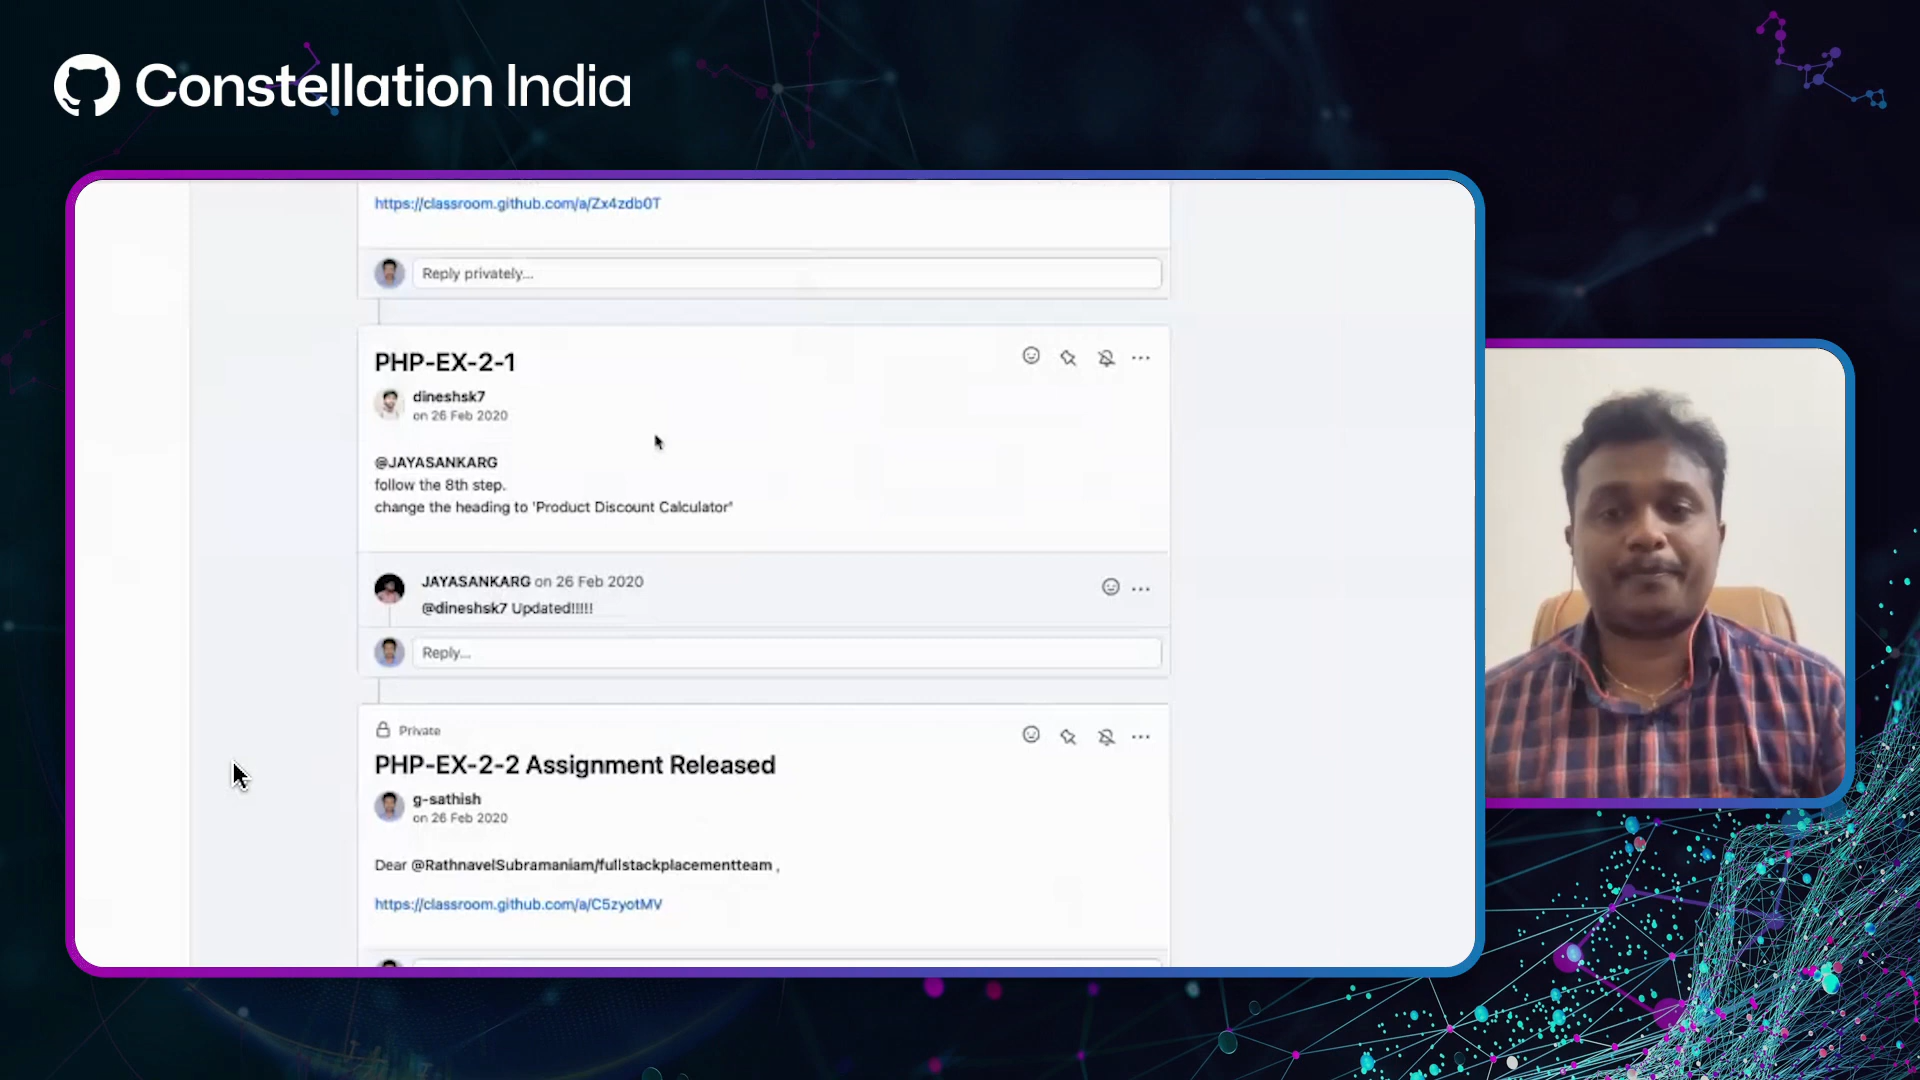 Constellation India
https://classroom.github.com/a/Zx4zdb0T
Reply privately...
PHP-EX-2-1
dineshsk7
on 26 Feb 2020
@JAYASANKARG
follow the 8th step.
change the heading to 'Product Discount Calculator'
JAYASANKARG on 26 Feb 2020
@dineshsk7 Updated!!!!!
Reply...
Private
PHP-EX-2-2 Assignment Released
g-sathish
on 26 Feb 2020
Dear @RathnavelSubramaniam/fullstackplacementteam ,
https://classroom.github.com/a/C5zyotMV